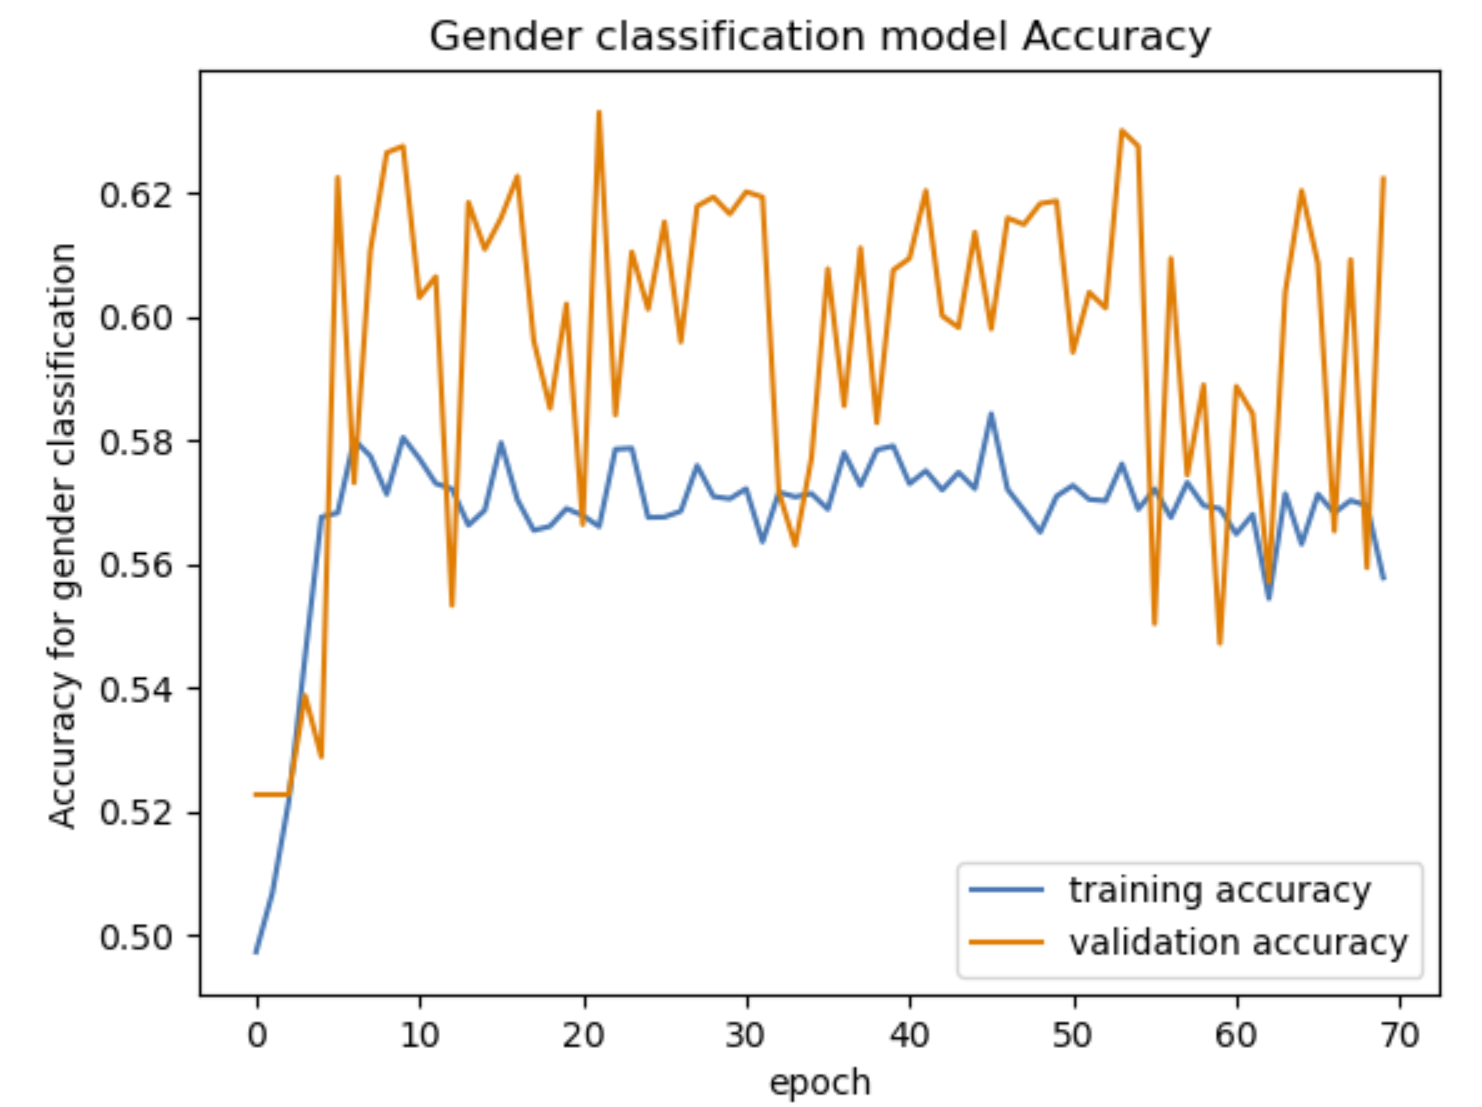 Gender classification model Accuracy
Accuracy for gender classification
0.62
0.60
0.58
0.56
0.54
0.52
0.50
0 10 20 30 40 50 60 70
epoch
training accuracy
validation accuracy